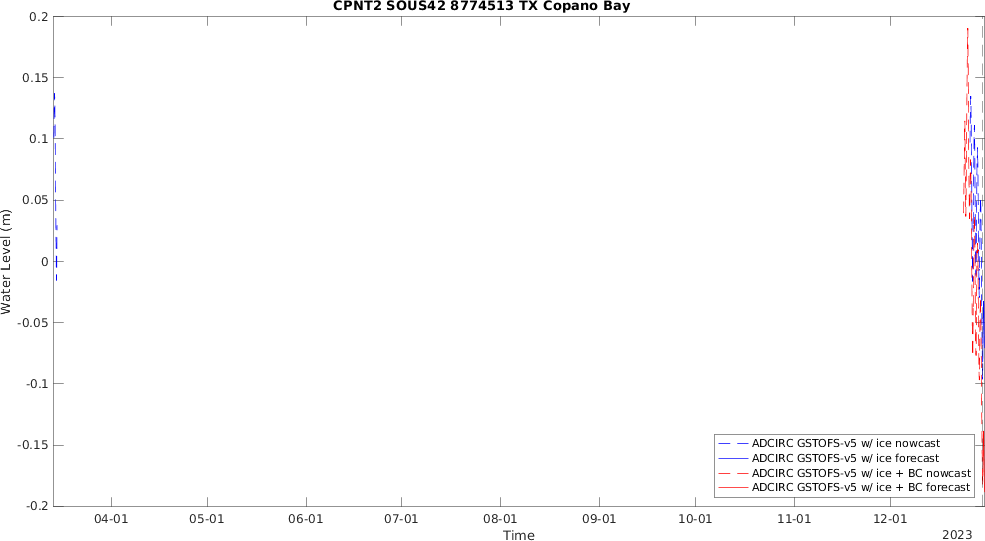 CPNT2 SOUS42 8774513 TX Copano Bay
0.2
0.15
0.1
0.05
0
-0.05
-0.1
-0.15
-0.2
Water Level (m)
04-01 05-01 06-01 07-01 08-01 09-01 10-01 11-01 12-01
Time
2023
ADCIRC GSTOFS-v5 w/ ice nowcast
ADCIRC GSTOFS-v5 w/ ice forecast
ADCIRC GSTOFS-v5 w/ ice + BC nowcast
ADCIRC GSTOFS-v5 w/ ice + BC forecast